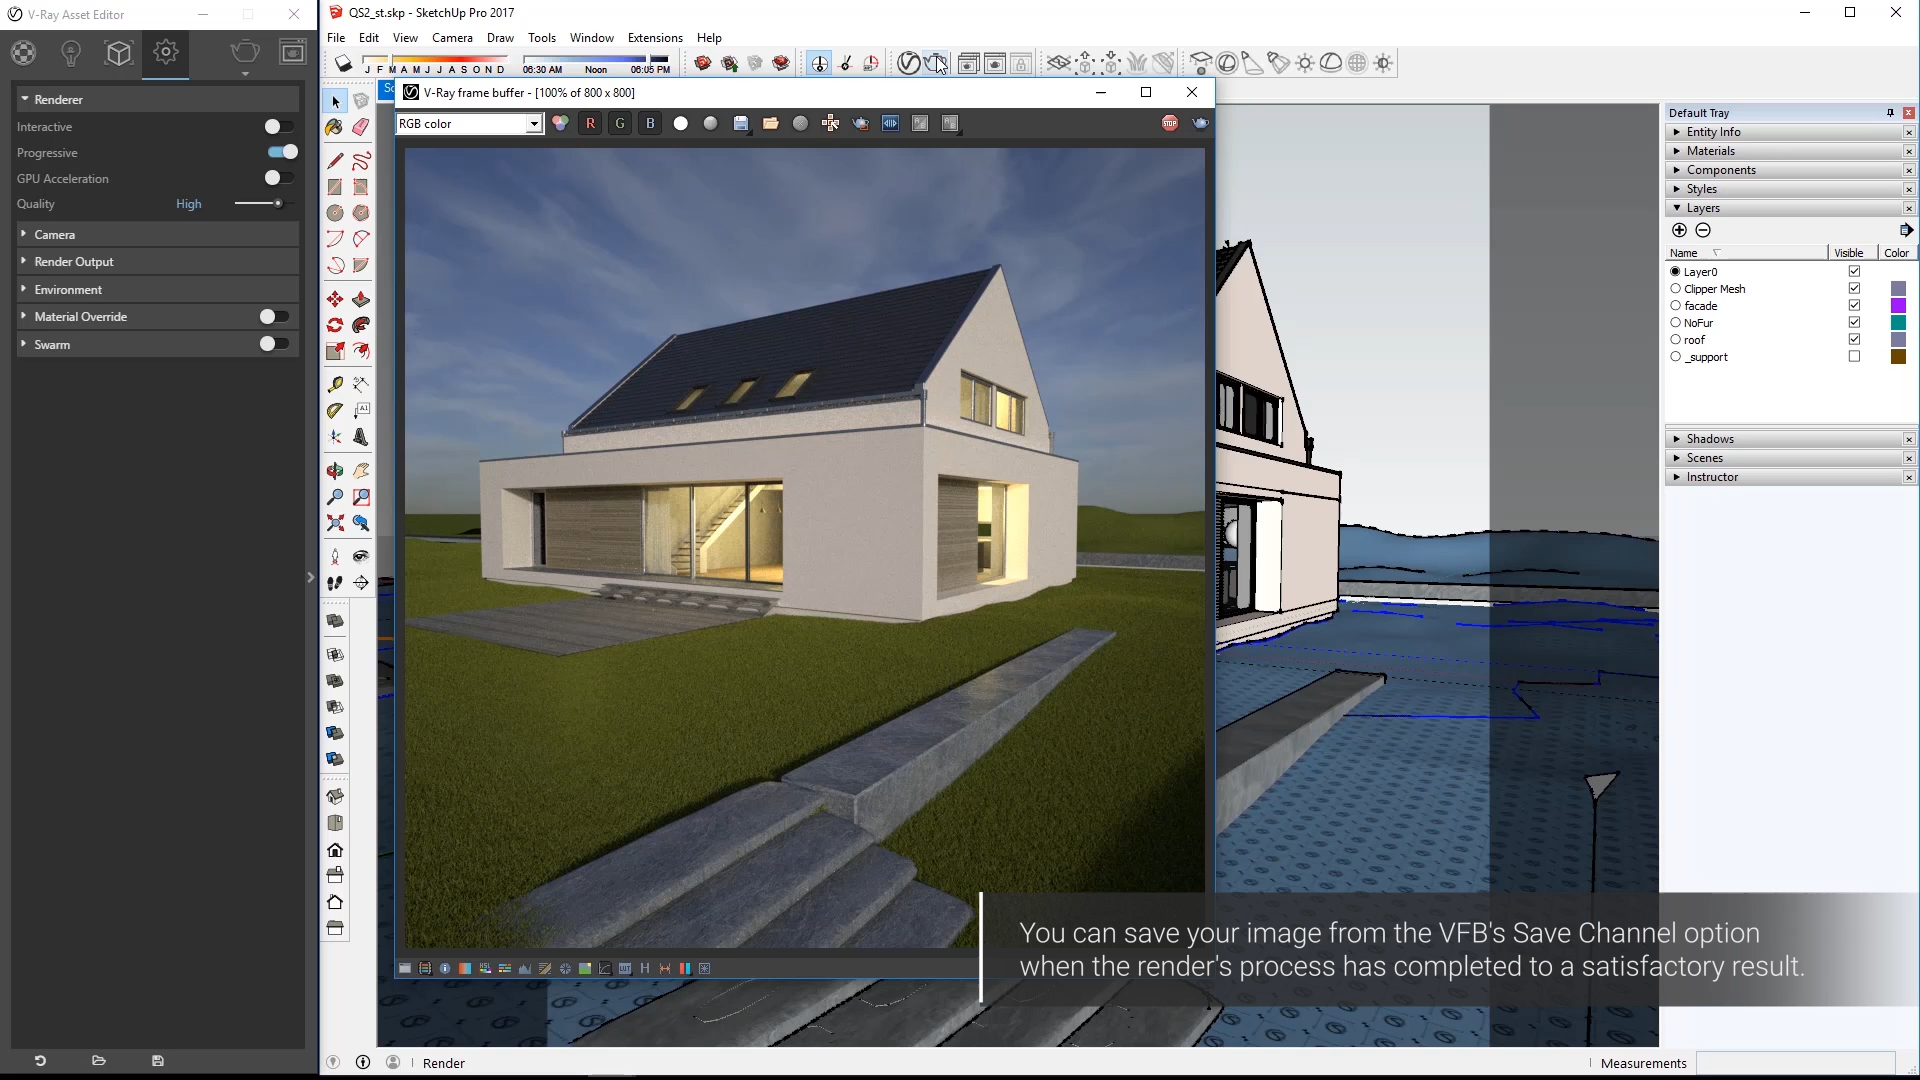 V-Ray Asset Editor
QS2_st.skp - SketchUp Pro 2017
File Edit View Camera Draw Tools Window Extensions Help
J F M A M J J A S O N D
06:30 AM Noon 06:05 PM
V-Ray frame buffer - [100% of 800 x 800]
RGB color
R G B
STOP
Renderer
Interactive
Progressive
GPU Acceleration
Quality High
Camera
Render Output
Environment
Material Override
Swarm
Default Tray
Entity Info
Materials
Components
Styles
Layers
Name Visible Color
Layer0
Clipper Mesh
facade
NoFur
roof
_support
Shadows
Scenes
Instructor
You can save your image from the VFB's Save Channel option
when the render's process has completed to a satisfactory result.
Render
Measurements